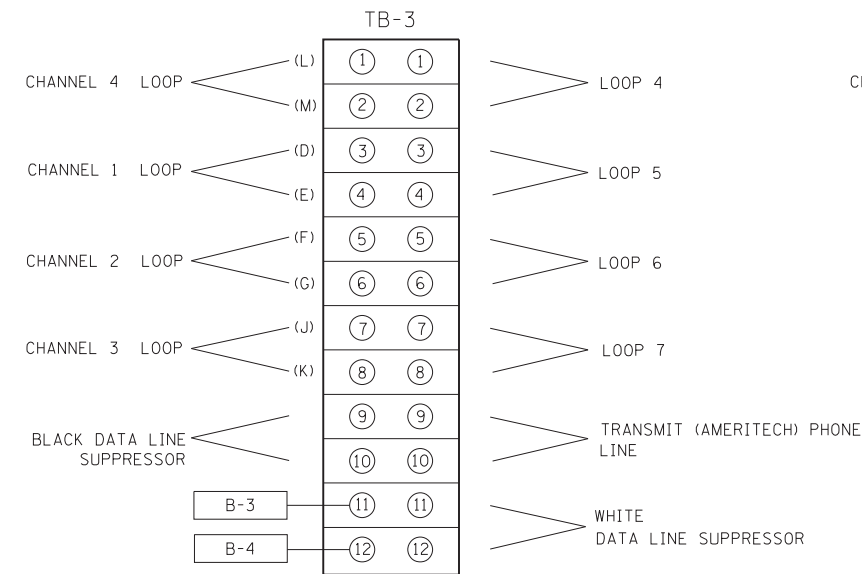 TB-3
(L) 1 1
CHANNEL 4 LOOP LOOP 4 C
(M) 2 2
(D) 3 3
CHANNEL 1 LOOP LOOP 5
(E) 4 4
(F) 5 5
CHANNEL 2 LOOP LOOP 6
(G) 6 6
(J) 7 7
CHANNEL 3 LOOP LOOP 7
(K) 8 8
9 9
BLACK DATA LINE
SUPPRESSOR
TRANSMIT (AMERITECH) PHONE
LINE
10 10
B-3 11 11
WHITE
DATA LINE SUPPRESSOR
B-4 12 12